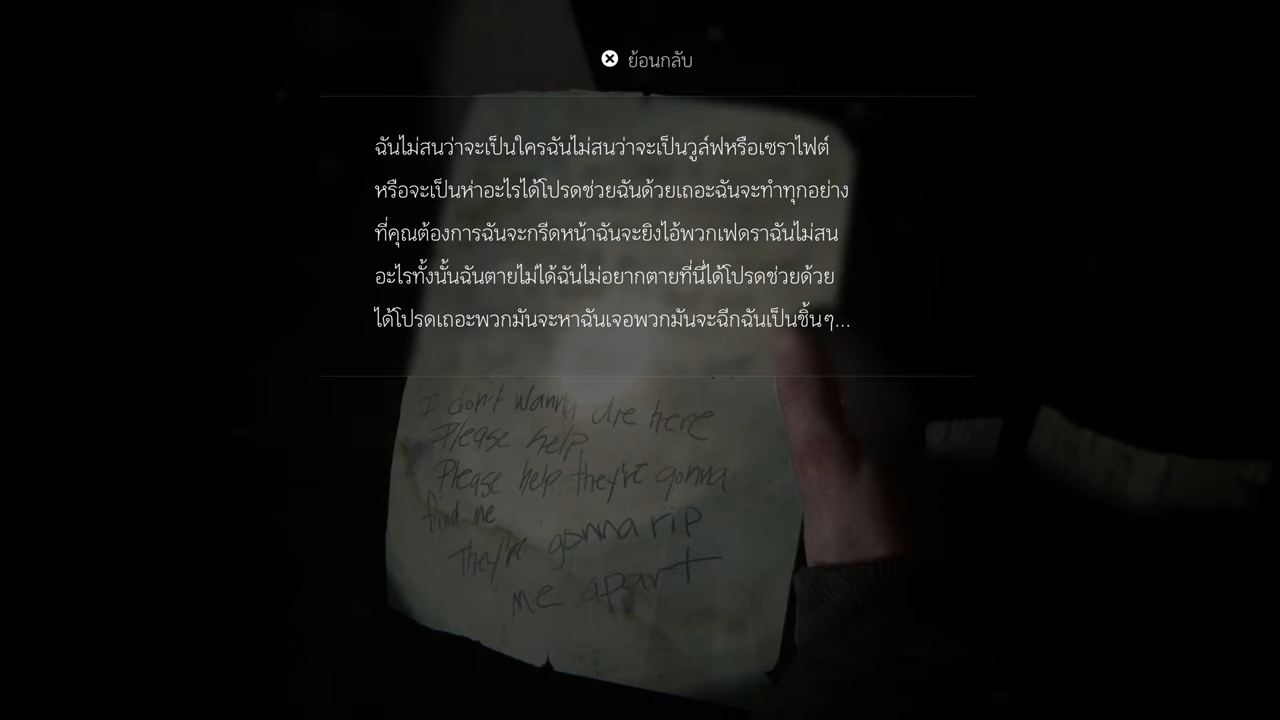 ย้อนกลับ
ฉันไม่สนว่าจะเป็นใครฉันไม่สนว่าจะเป็นวูล์ฟหรือเซราไฟต์
หรือจะเป็นห่าอะไรได้โปรดช่วยฉันด้วยเถอะฉันจะทำทุกอย่าง
ที่คุณต้องการฉันจะกรีดหน้าฉันจะยิงไอ้พวกเฟดราฉันไม่สน
อะไรทั้งนั้นฉันตายไม่ได้ฉันไม่อยากตายที่นี่ได้โปรดช่วยด้วย
ได้โปรดเถอะพวกมันจะหาฉันเจอพวกมันจะฉีกฉันเป็นชิ้นๆ...
I don't wanna die here
Please help
Please help they're gonna
find me
They're gonna rip
me apart